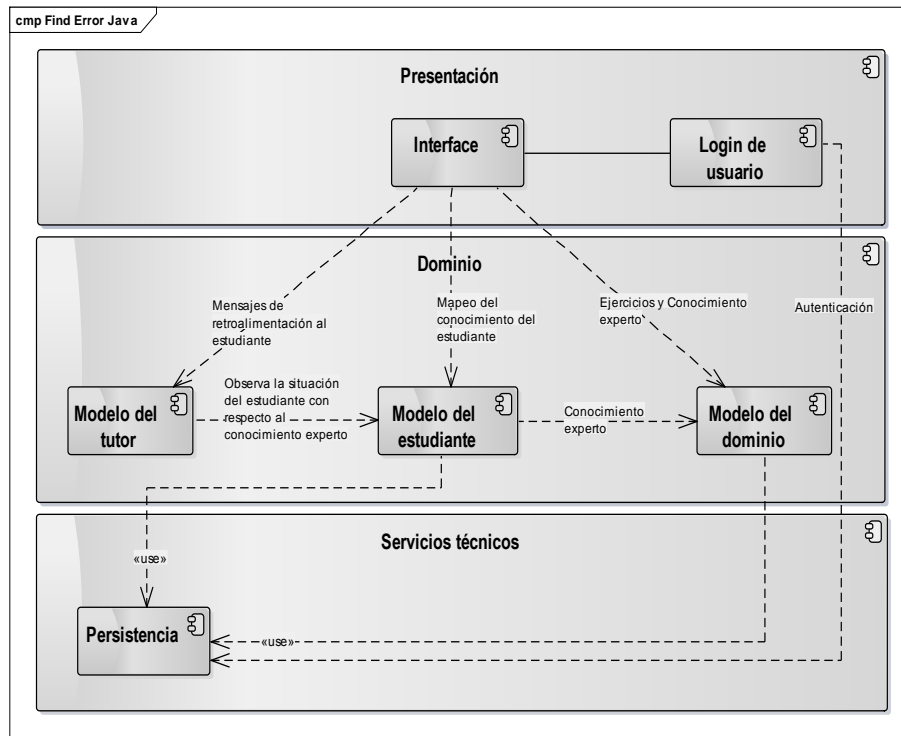 cmp Find Error Java
Presentación
Interface
Login de
usuario
Dominio
Mensajes de
retroalimentación al
estudiante
Mapeo del
conocimiento del
estudiante
Ejercicios y Conocimiento
experto
Autenticación
Modelo del
tutor
Observa la situación
del estudiante con
respecto al
conocimiento experto
Modelo del
estudiante
Conocimiento
experto
Modelo del
dominio
Servicios técnicos
«use»
Persistencia
«use»